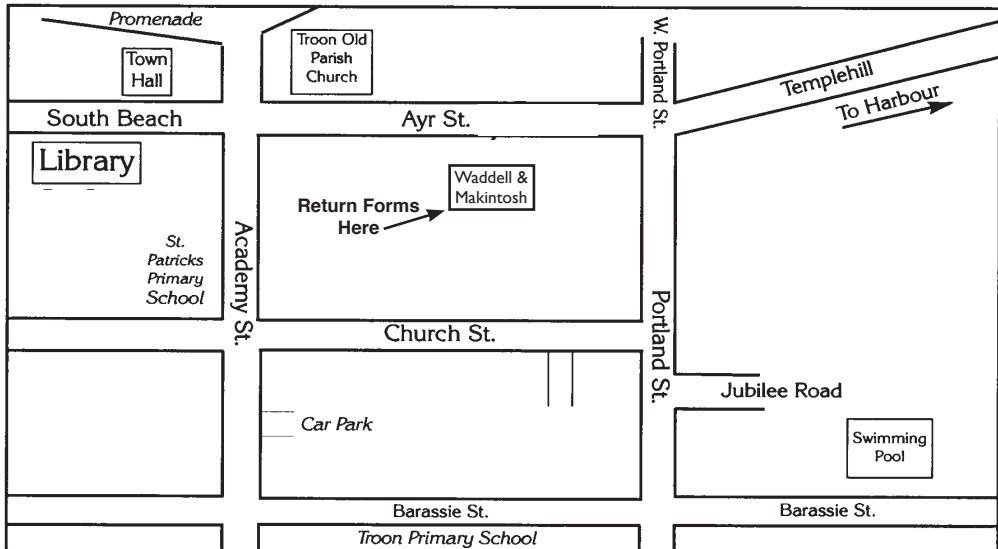 Promenade
Town
Hall
Troon Old
Parish
Church
W. Portland St.
Templehill
To Harbour
South Beach
Ayr St.
Library
Waddell &
Makintosh
Return Forms
Here
St.
Patricks
Primary
School
Academy St.
Portland St.
Church St.
Jubilee Road
Car Park
Swimming
Pool
Barassie St.
Barassie St.
Troon Primary School